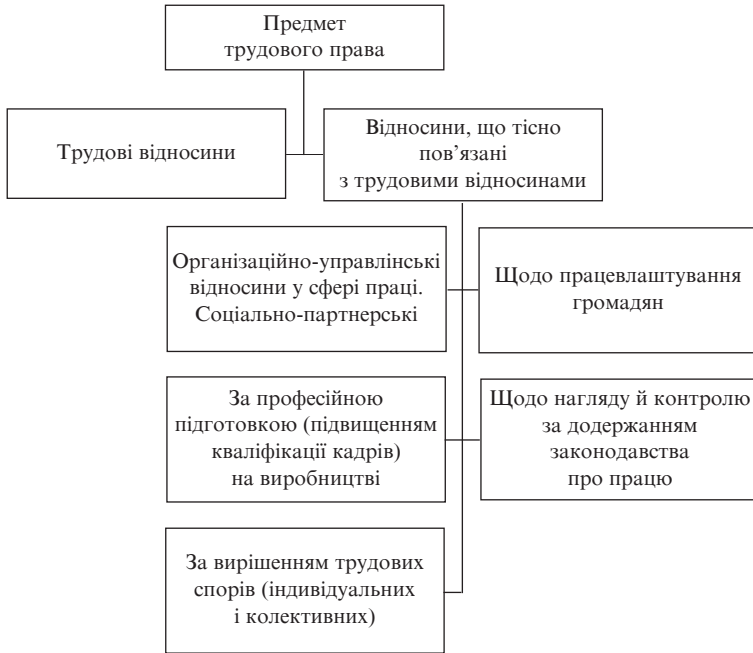 Предмет
трудового права
Трудові відносини
Відносини, що тісно
пов’язані
з трудовими відносинами
Організаційно-управлінські
відносини у сфері праці.
Соціально-партнерські
Щодо працевлаштування
громадян
За професійною
підготовкою (підвищенням
кваліфікації кадрів)
на виробництві
Щодо нагляду й контролю
за додержанням
законодавства
про працю
За вирішенням трудових
спорів (індивідуальних
і колективних)